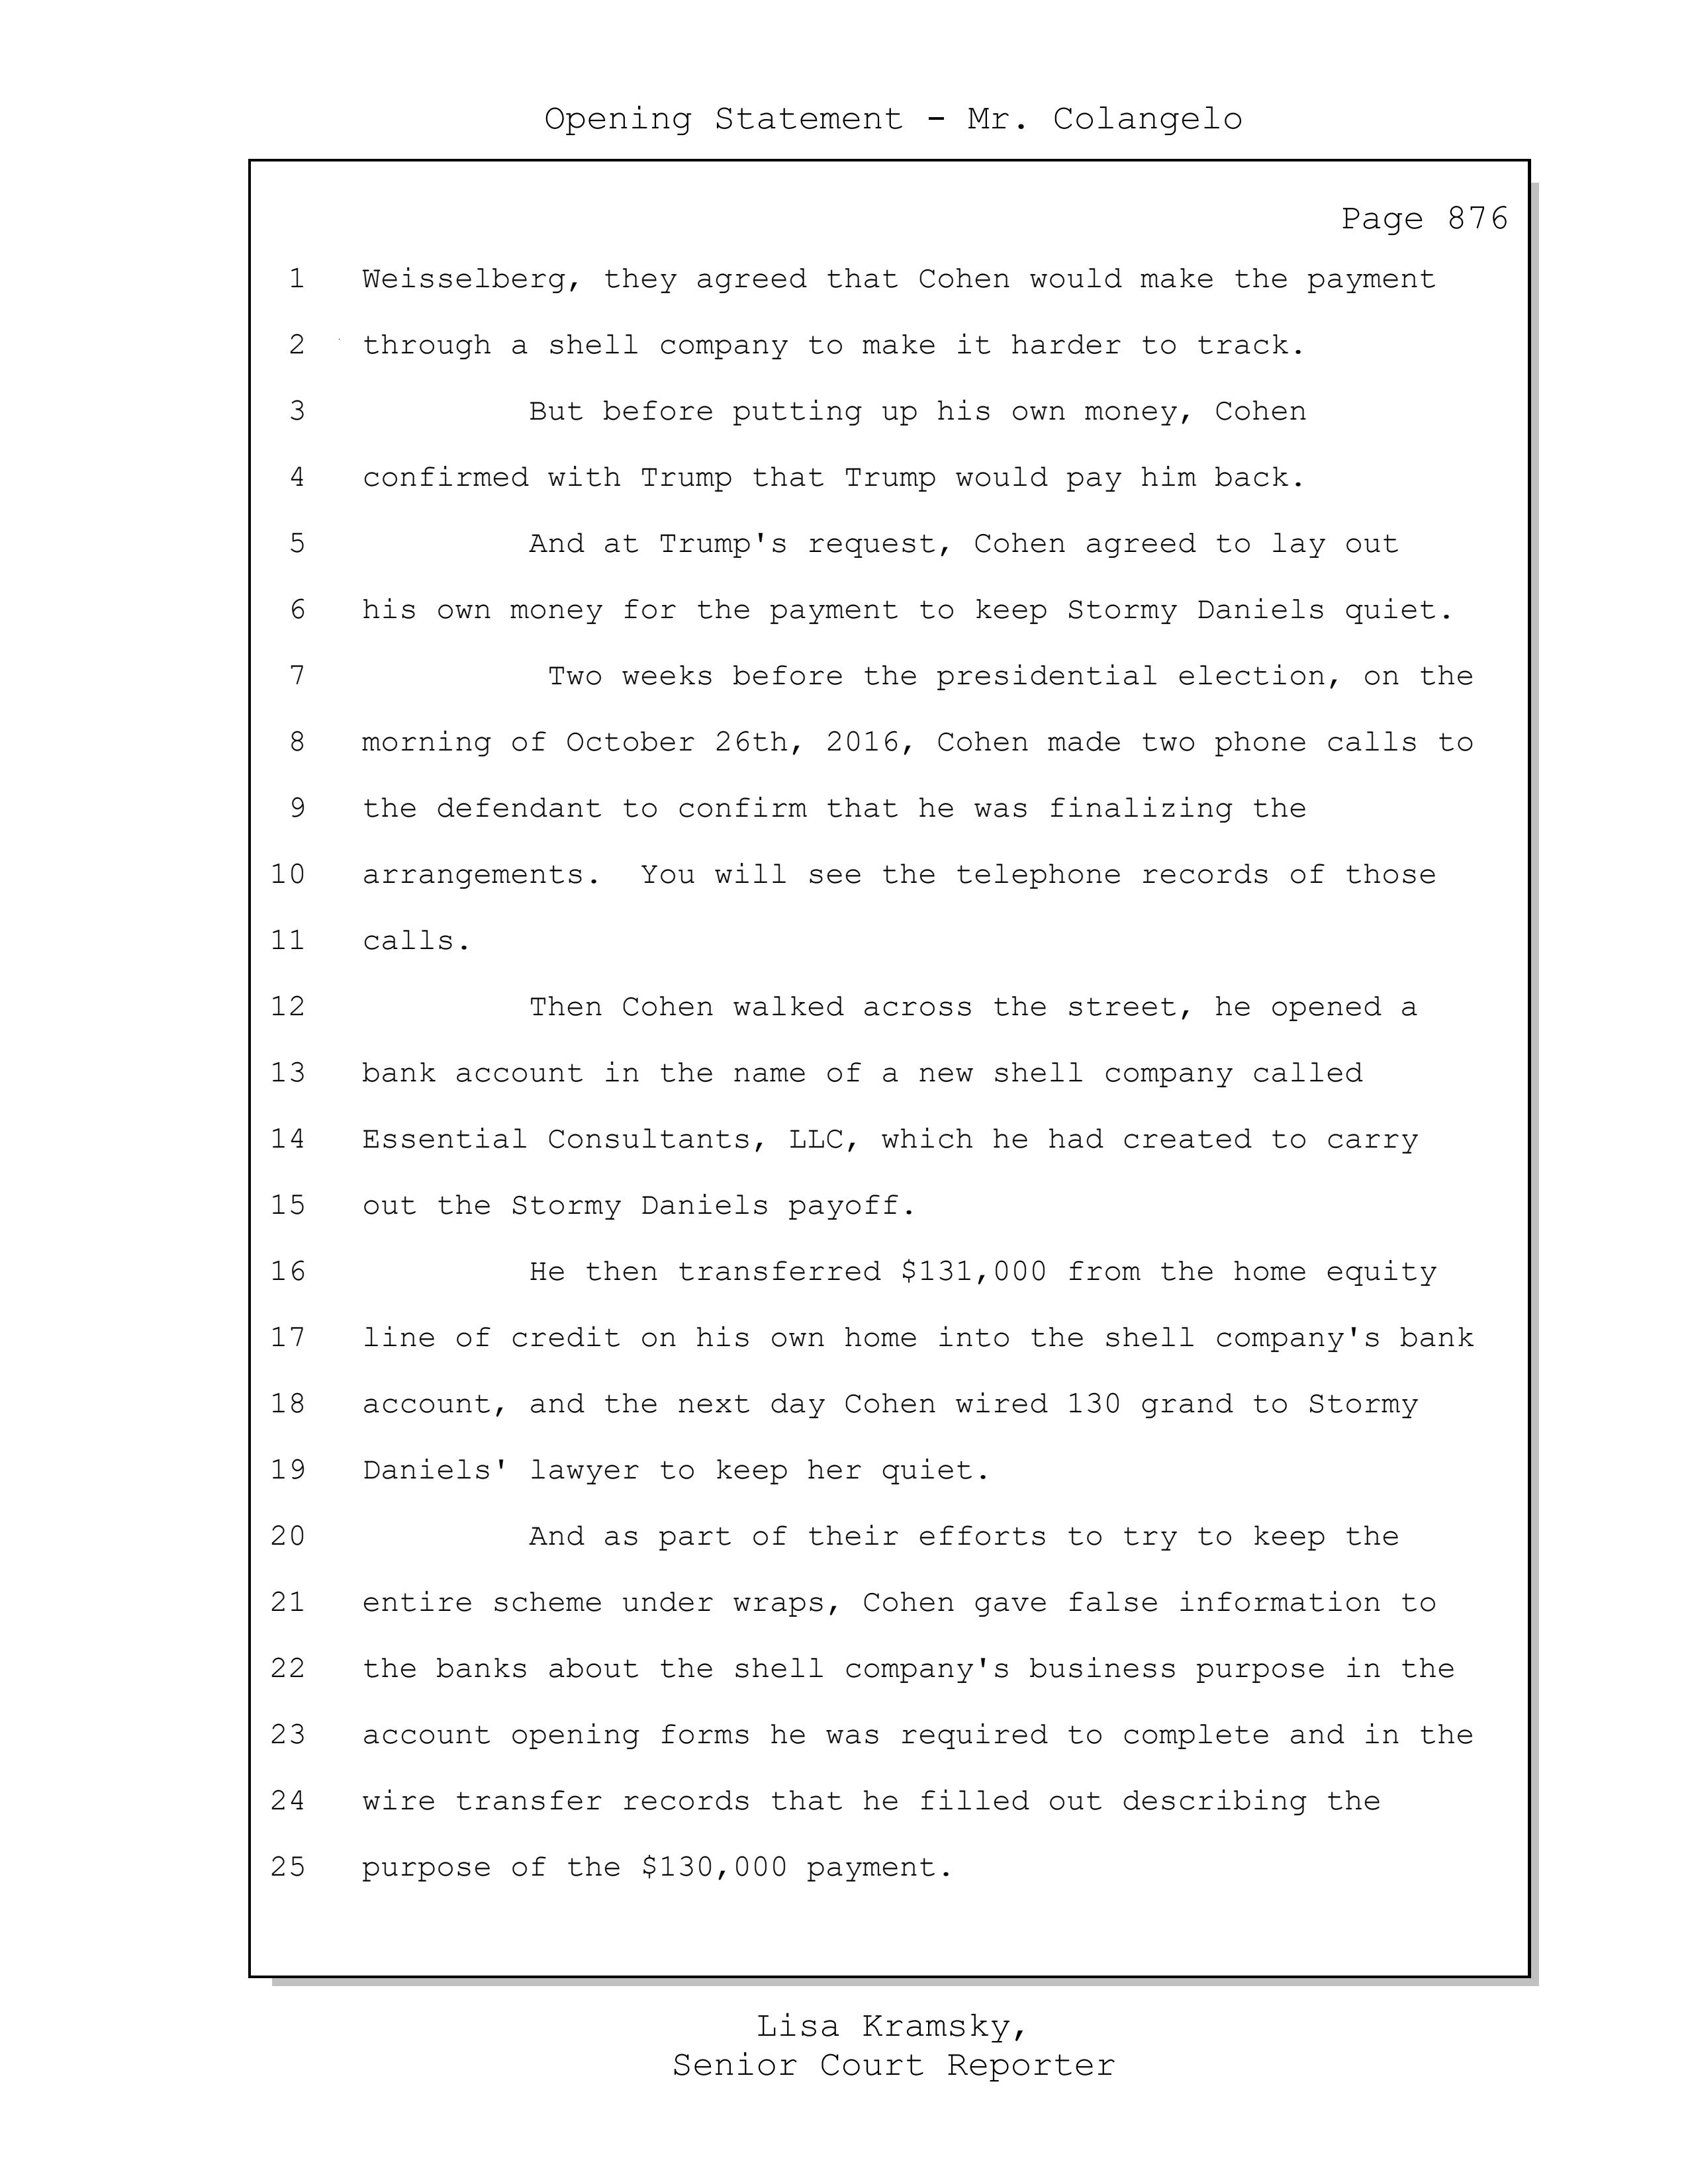 Opening Statement - Mr. Colangelo
Page 876
1 Weisselberg, they agreed that Cohen would make the payment
2 through a shell company to make it harder to track.
3 But before putting up his own money, Cohen
4 confirmed with Trump that Trump would pay him back.
5 And at Trump's request, Cohen agreed to lay out
6 his own money for the payment to keep Stormy Daniels quiet.
7 Two weeks before the presidential election, on the
8 morning of October 26th, 2016, Cohen made two phone calls to
9 the defendant to confirm that he was finalizing the
10 arrangements.  You will see the telephone records of those
11 calls.
12 Then Cohen walked across the street, he opened a
13 bank account in the name of a new shell company called
14 Essential Consultants, LLC, which he had created to carry
15 out the Stormy Daniels payoff.
16 He then transferred $131,000 from the home equity
17 line of credit on his own home into the shell company's bank
18 account, and the next day Cohen wired 130 grand to Stormy
19 Daniels' lawyer to keep her quiet.
20 And as part of their efforts to try to keep the
21 entire scheme under wraps, Cohen gave false information to
22 the banks about the shell company's business purpose in the
23 account opening forms he was required to complete and in the
24 wire transfer records that he filled out describing the
25 purpose of the $130,000 payment.
Lisa Kramsky,
Senior Court Reporter